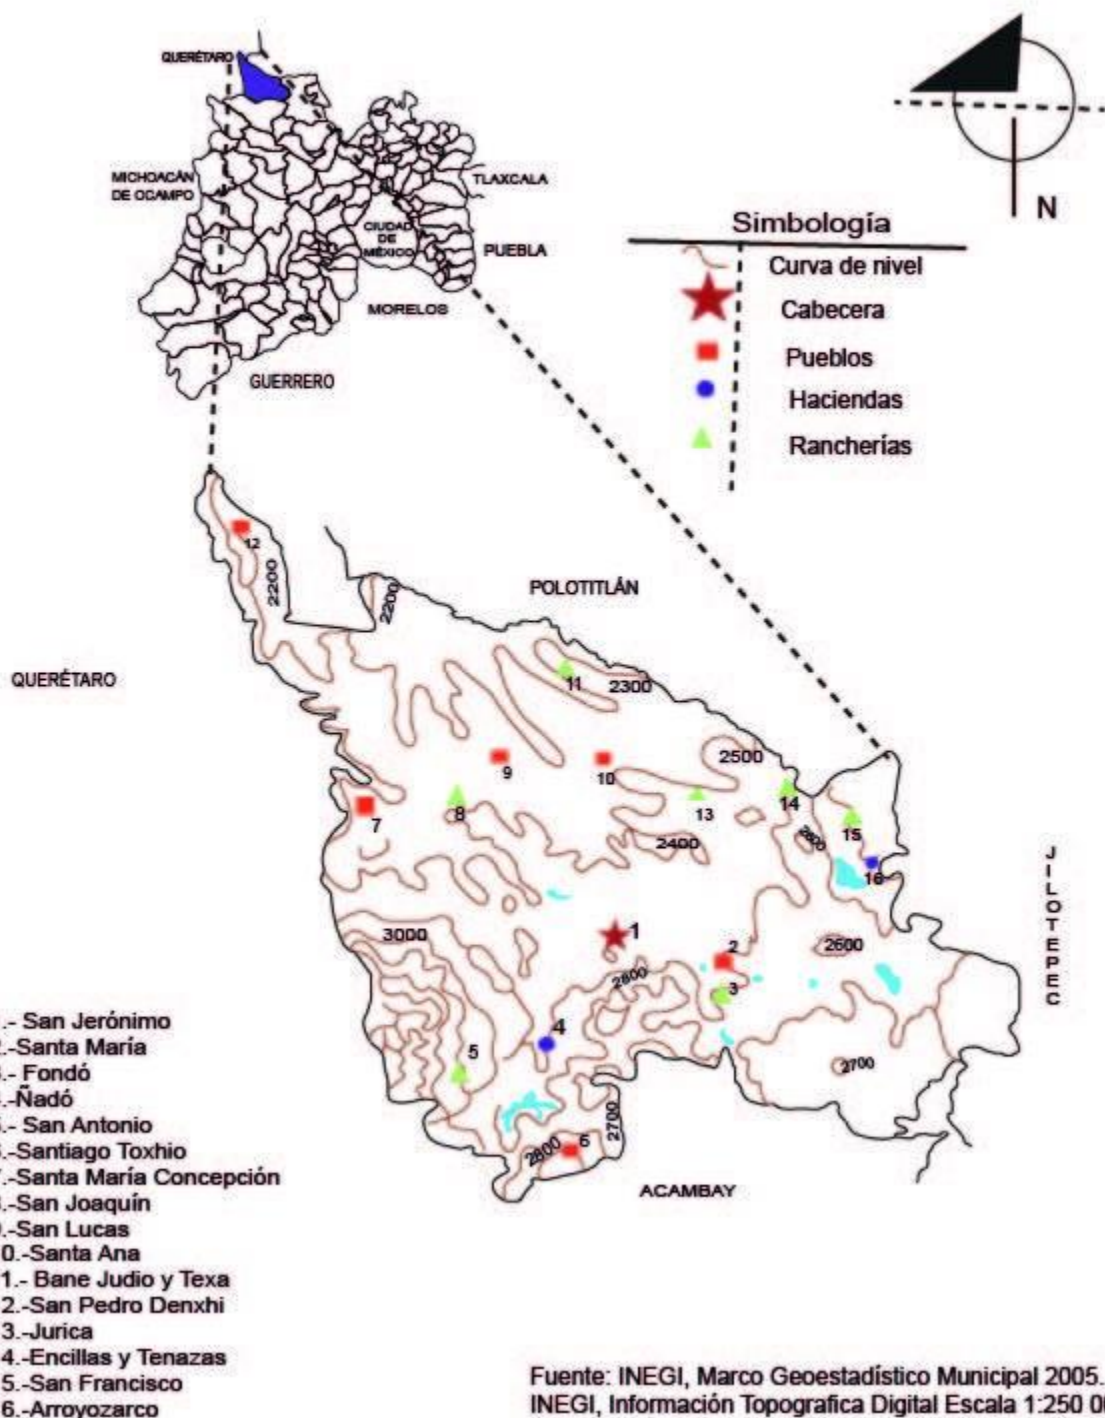 QUERÉTARO
MICHOACÁN
DE OCAMPO
TLAXCALA
CIUDAD
DE
MÉXICO
PUEBLA
MORELOS
GUERRERO
N
Simbología
Curva de nivel
Cabecera
Pueblos
Haciendas
Rancherías
12
2200
2200
POLOTITLÁN
QUERÉTARO
11
2300
9
10
2500
7
8
13
14
15
2400
2600
16
JILOTEPEC
3000
1
2
2600
2800
3
4
5
2700
2700
2800
6
ACAMBAY
.- San Jerónimo
.-Santa María
.- Fondó
.-Ñadó
.- San Antonio
.-Santiago Toxhio
.-Santa María Concepción
.-San Joaquín
.-San Lucas
0.-Santa Ana
1.- Bane Judio y Texa
2.-San Pedro Denxhi
3.-Jurica
4.-Encillas y Tenazas
5.-San Francisco
6.-Arroyozarco
Fuente: INEGI, Marco Geoestadístico Municipal 2005.
INEGI, Información Topografica Digital Escala 1:250 0